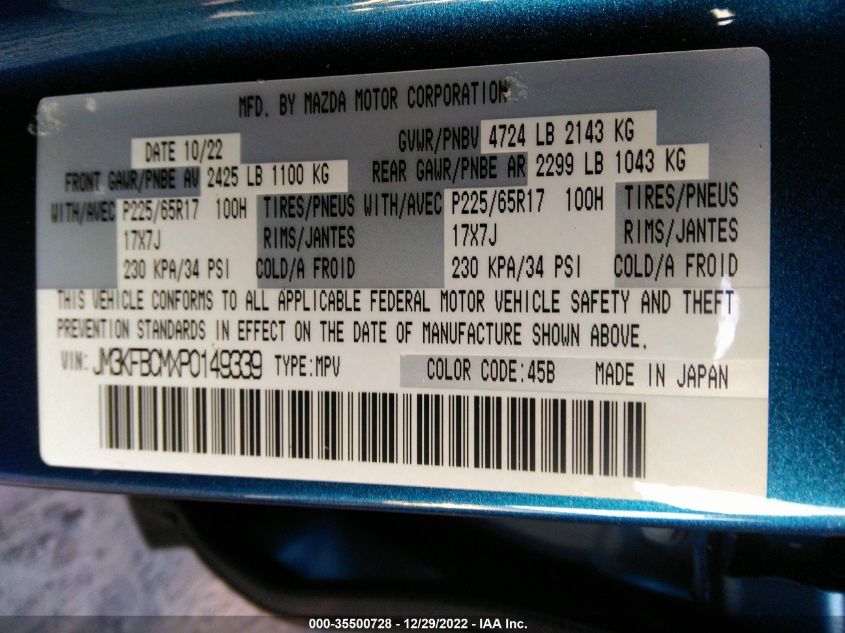 MFD. BY MAZDA MOTOR CORPORATION
DATE 10/22 GVWR/PNBV 4724 LB 2143 KG
FRONT GAWR/PNBE AV 2425 LB 1100 KG REAR GAWR/PNBE AR 2299 LB 1043 KG
WITH/AVEC P225/65R17 100H TIRES/PNEUS WITH/AVEC P225/65R17 100H TIRES/PNEUS
17X7J RIMS/JANTES 17X7J RIMS/JANTES
230 KPA/34 PSI COLD/A FROID 230 KPA/34 PSI COLD/A FROID
THIS VEHICLE CONFORMS TO ALL APPLICABLE FEDERAL MOTOR VEHICLE SAFETY AND THEFT
PREVENTION STANDARDS IN EFFECT ON THE DATE OF MANUFACTURE SHOWN ABOVE.
VIN: JM3KFBCMXP0149339 TYPE:MPV COLOR CODE:45B MADE IN JAPAN
000-35500728 - 12/29/2022 - IAA Inc.